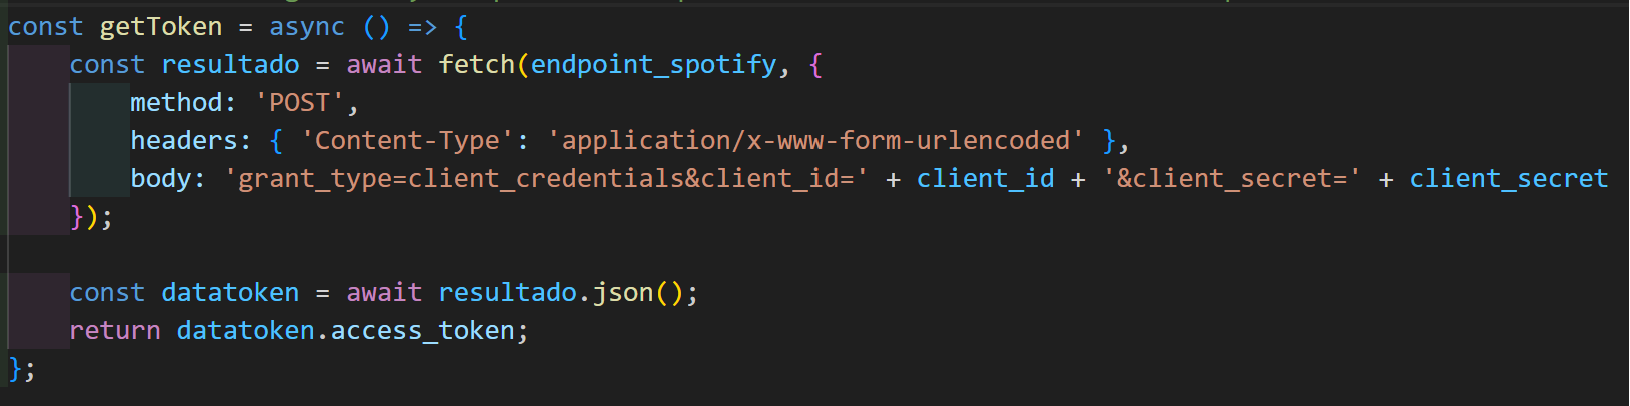 const getToken = async () => {
    const resultado = await fetch(endpoint_spotify, {
        method: 'POST',
        headers: { 'Content-Type': 'application/x-www-form-urlencoded' },
        body: 'grant_type=client_credentials&client_id=' + client_id + '&client_secret=' + client_secret
    });

    const datatoken = await resultado.json();
    return datatoken.access_token;
};